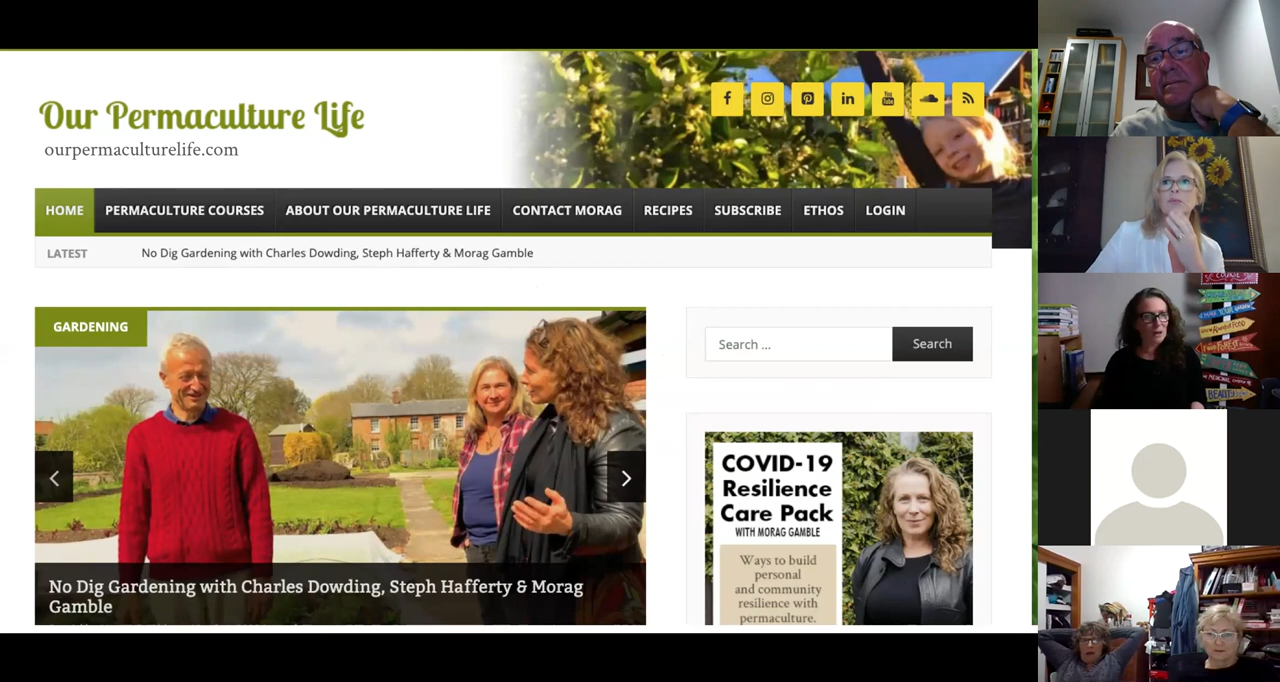 Our Permaculture Life
ourpermaculturelife.com
HOME PERMACULTURE COURSES ABOUT OUR PERMACULTURE LIFE CONTACT MORAG RECIPES SUBSCRIBE ETHOS LOGIN
LATEST No Dig Gardening with Charles Dowding, Steph Hafferty & Morag Gamble
GARDENING
No Dig Gardening with Charles Dowding, Steph Hafferty & Morag
Gamble
Search ... Search
COVID-19
Resilience
Care Pack
WITH MORAG GAMBLE
Ways to build
personal
and community
resilience with
permaculture.
You
Tube
in